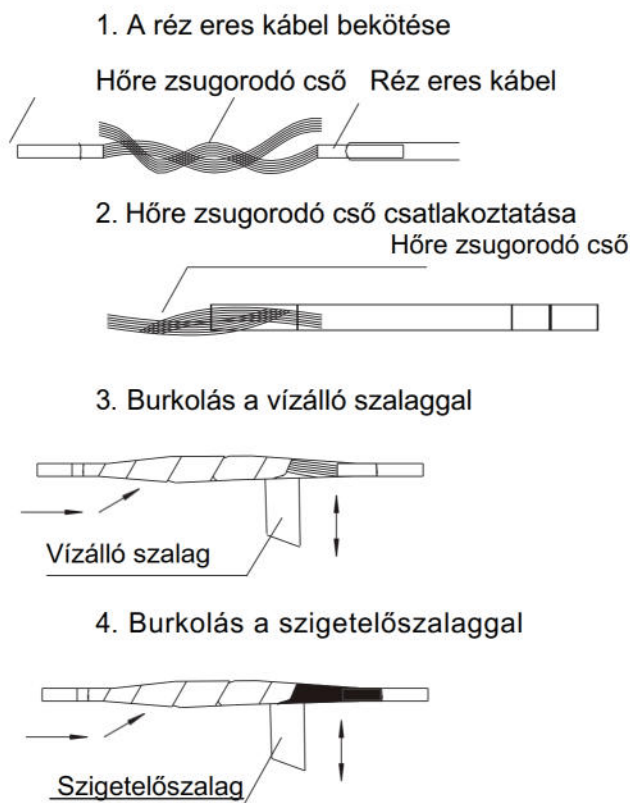 1. A réz eres kábel bekötése
Hőre zsugorodó cső Réz eres kábel
2. Hőre zsugorodó cső csatlakoztatása
Hőre zsugorodó cső
3. Burkolás a vízálló szalaggal
Vízálló szalag
4. Burkolás a szigetelőszalaggal
Szigetelőszalag